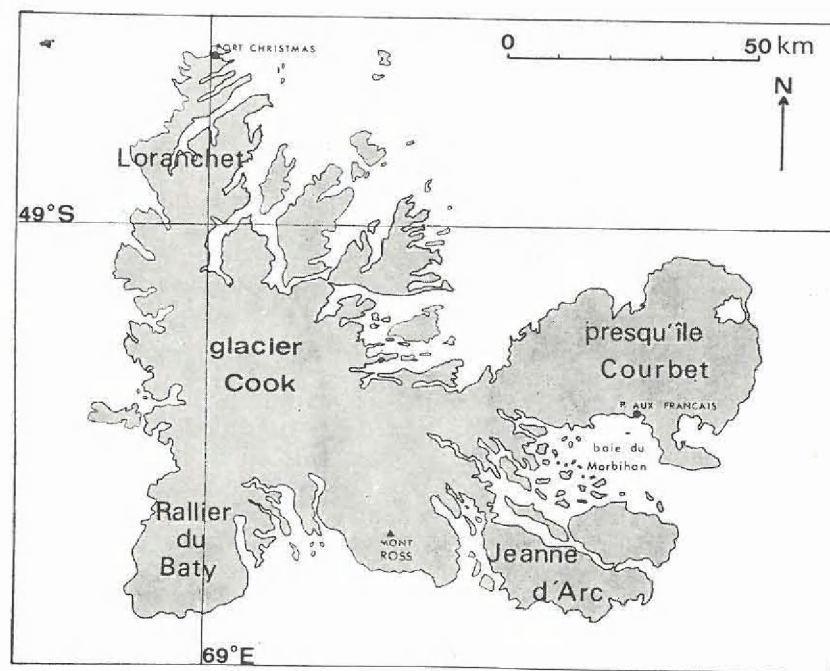 PORT CHRISTMAS
0 50 km
N
Loranchet
49°S
glacier
Cook
presqu'île
Courbet
P. AUX FRANCAIS
baie du
Morbihan
Rallier
du
Baty
MONT
ROSS
Jeanne
d'Arc
69°E